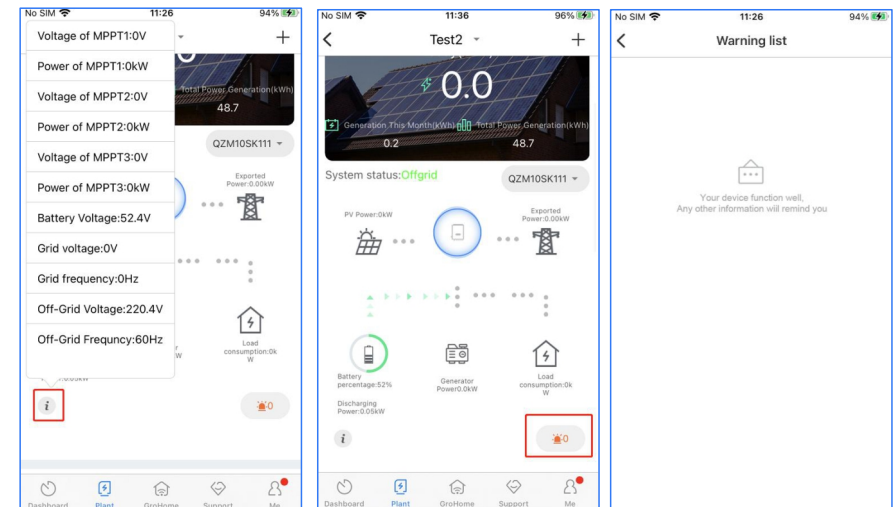 No SIM 11:26 94%
Voltage of MPPT1:0V
Power of MPPT1:0kW
Voltage of MPPT2:0V
Power of MPPT2:0kW
Voltage of MPPT3:0V
Power of MPPT3:0kW
Battery Voltage:52.4V
Grid voltage:0V
Grid frequency:0Hz
Off-Grid Voltage:220.4V
Off-Grid Frequncy:60Hz
+
Total Power Generation(kWh)
48.7
QZM10SK111
Exported
Power:0.00kW
Load
consumption:0k
W
i
0
Dashboard Plant GroHome Support Me
No SIM 11:36 96%
Test2 +
0.0
Generation This Month(kWh) Total Power Generation(kWh)
0.2 48.7
System status:Offgrid
QZM10SK111
PV Power:0kW
Exported
Power:0.00kW
Battery
percentage:52%
Discharging
Power:0.05kW
Generator
Power0.0kW
Load
consumption:0k
W
i
0
Dashboard Plant GroHome Support Me
No SIM 11:26 94%
Warning list
Your device function well,
Any other information will remind you